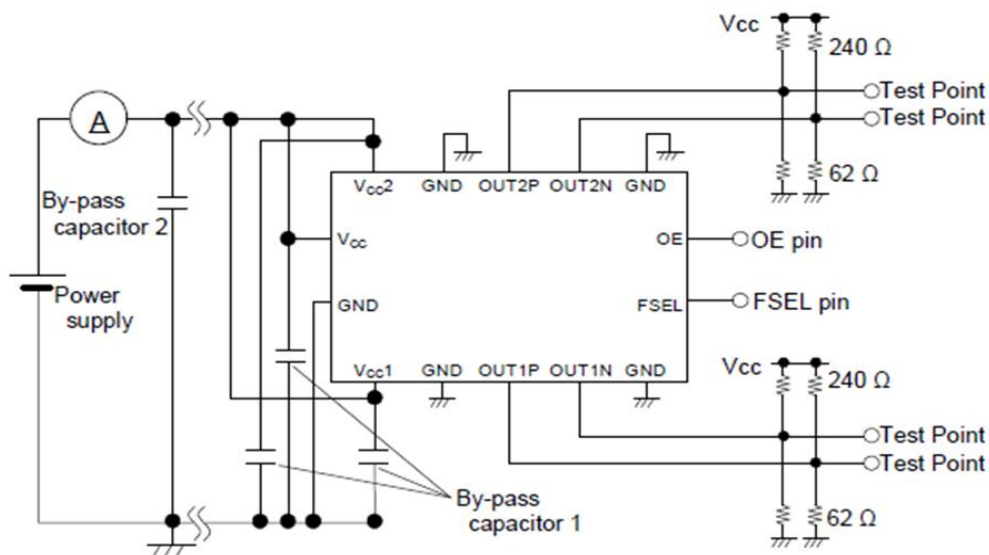 Vcc
240 Ω
A
Test Point
Test Point
By-pass
capacitor 2
VCC2 GND OUT2P OUT2N GND
62 Ω
VCC
OE
OE pin
Power
supply
GND
FSEL
FSEL pin
VCC1 GND OUT1P OUT1N GND
Vcc
240 Ω
Test Point
Test Point
By-pass
capacitor 1
62 Ω